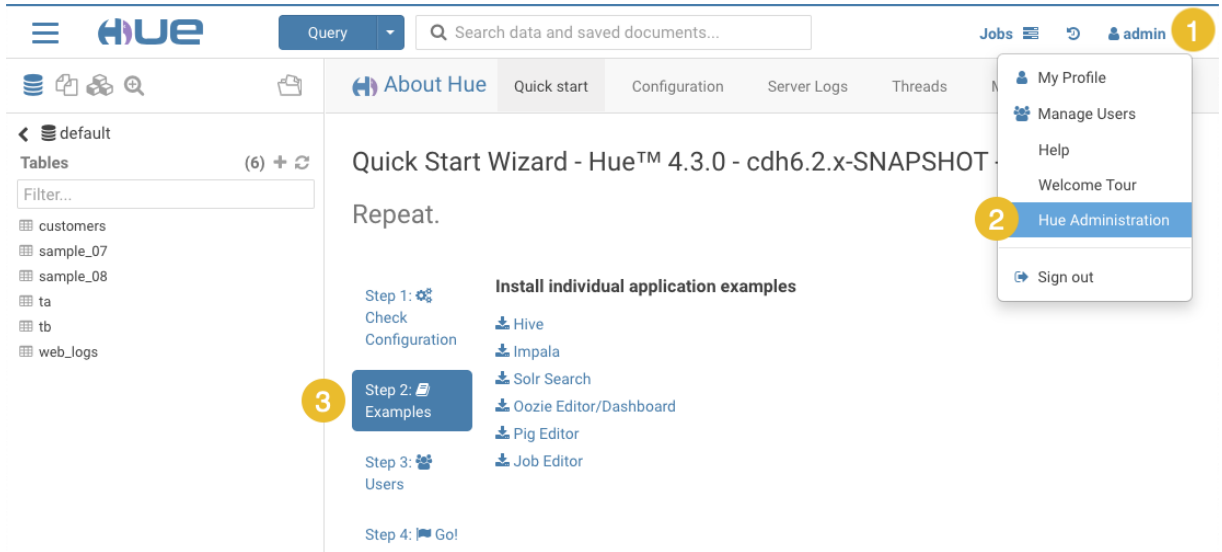 HUE
Query
Search data and saved documents...
Jobs
admin
1
About Hue
Quick start
Configuration
Server Logs
Threads
My Profile
Manage Users
Help
Welcome Tour
2
Hue Administration
Sign out
default
Tables
(6)
Filter...
customers
sample_07
sample_08
ta
tb
web_logs
Quick Start Wizard - Hue™ 4.3.0 - cdh6.2.x-SNAPSHOT -
Repeat.
Step 1:
Check
Configuration
3
Step 2:
Examples
Step 3:
Users
Step 4: Go!
Install individual application examples
Hive
Impala
Solr Search
Oozie Editor/Dashboard
Pig Editor
Job Editor